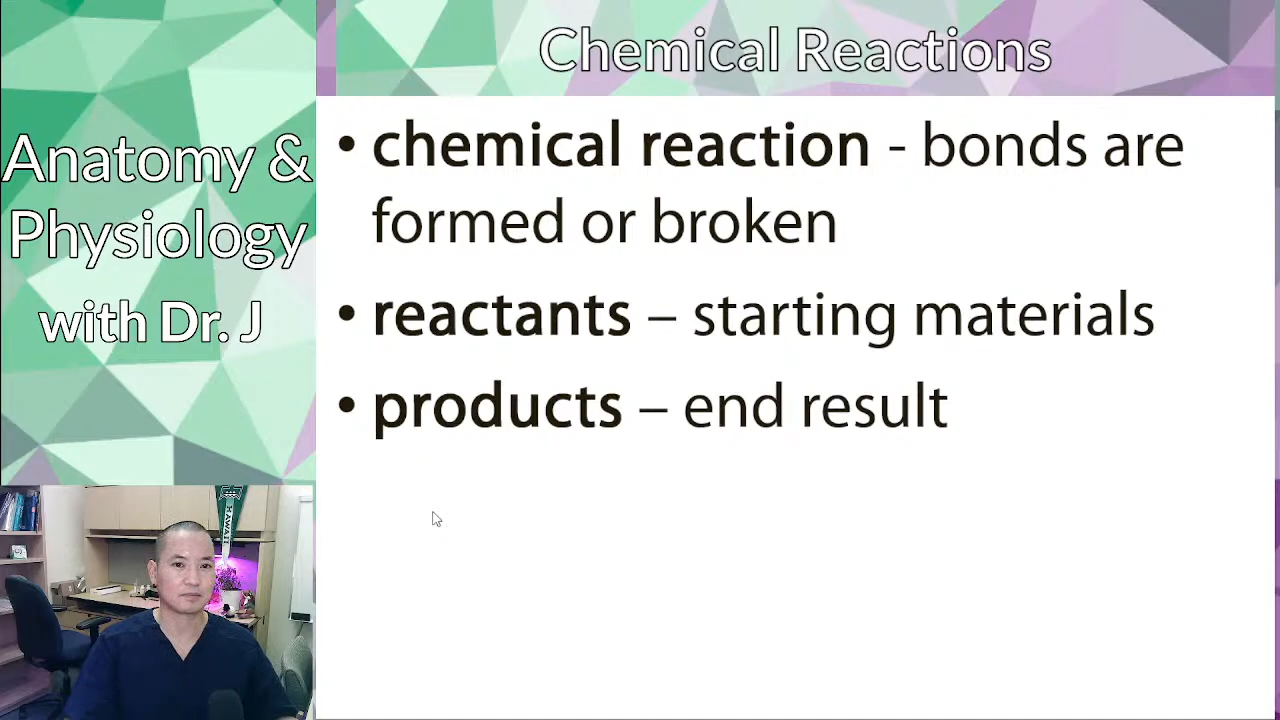 Chemical Reactions
Anatomy &
Physiology
with Dr. J
• chemical reaction - bonds are
formed or broken
• reactants – starting materials
• products – end result
HAWAII